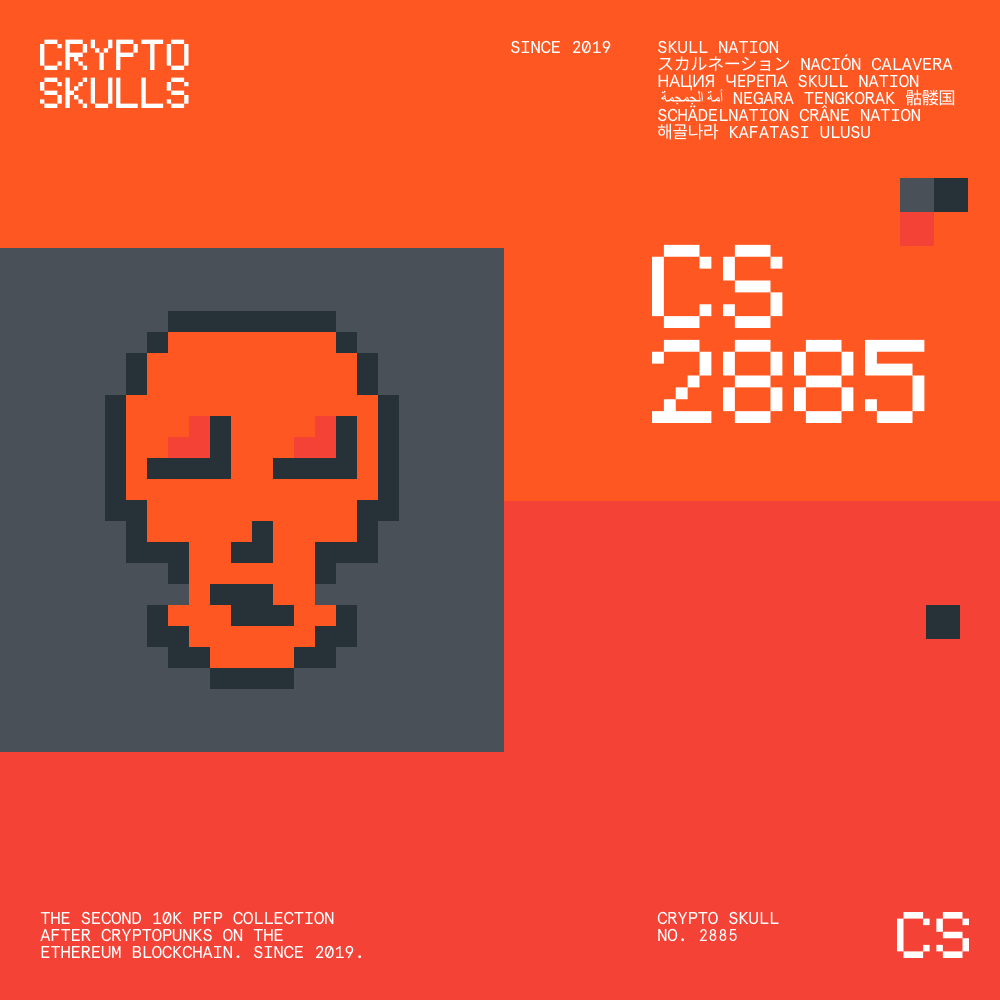 CRYPTO
SKULLS
SINCE 2019
SKULL NATION
スカルネーション NACIÓN CALAVERA
НАЦИЯ ЧЕРЕПА SKULL NATION
أمة الجمجمة NEGARA TENGKORAK 骷髅国
SCHÄDELNATION CRÂNE NATION
해골나라 KAFATASI ULUSU
CS
2885
THE SECOND 10K PFP COLLECTION
AFTER CRYPTOPUNKS ON THE
ETHEREUM BLOCKCHAIN. SINCE 2019.
CRYPTO SKULL
NO. 2885
CS